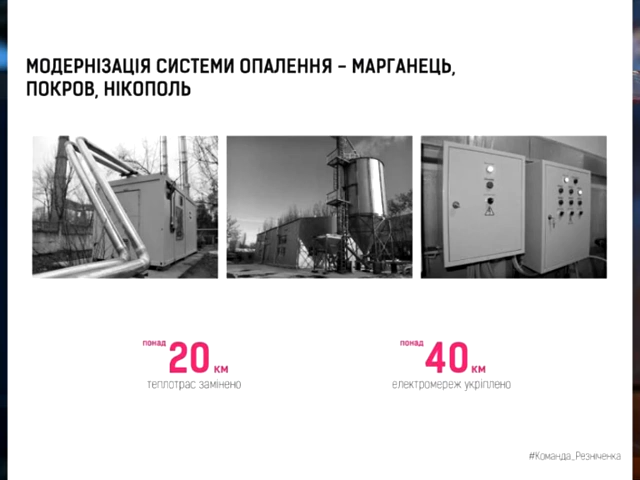 МОДЕРНІЗАЦІЯ СИСТЕМИ ОПАЛЕННЯ – МАРГАНЕЦЬ,
ПОКРОВ, НІКОПОЛЬ
понад 20 км
теплотрас замінено
понад 40 км
електромереж укріплено
#Команда_Резніченка